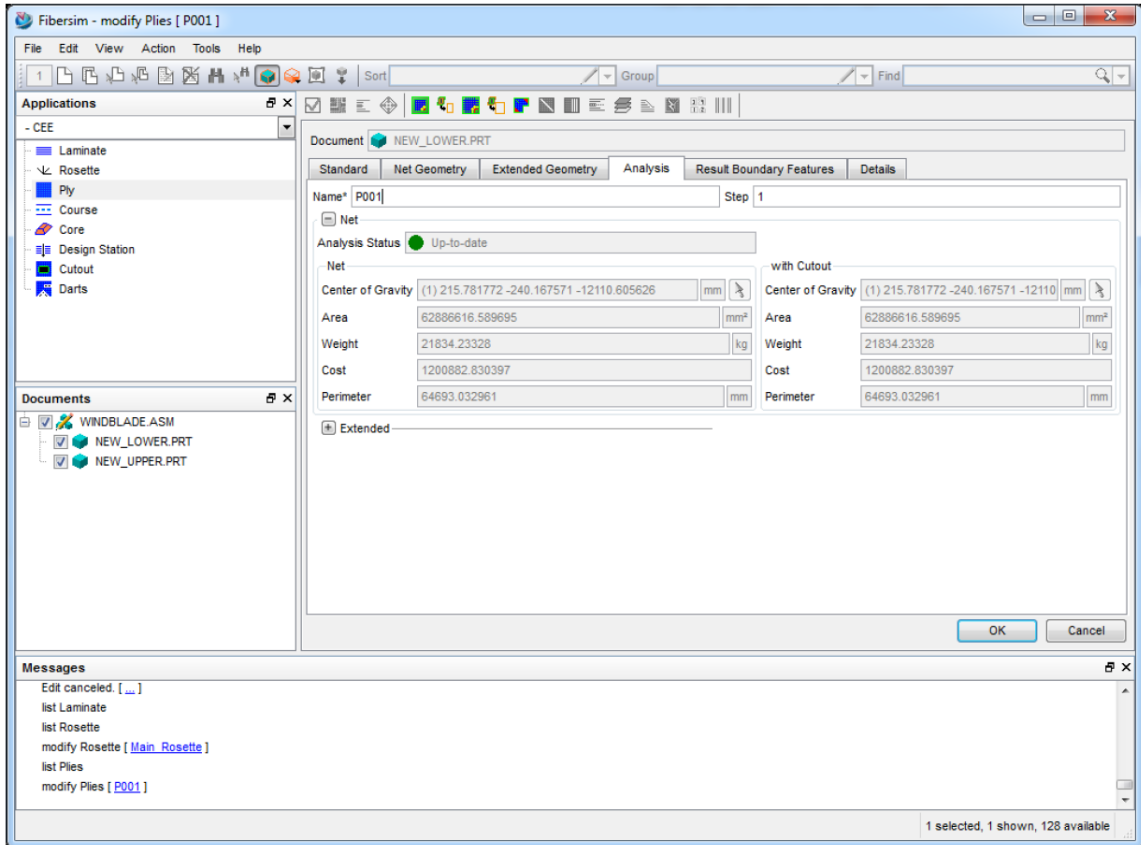 Fibersim - modify Plies [ P001 ]
File Edit View Action Tools Help
1 Sort Group Find
Applications
- CEE
Laminate
Rosette
Ply
Course
Core
Design Station
Cutout
Darts
Documents
WINDBLADE.ASM
NEW_LOWER.PRT
NEW_UPPER.PRT
Document NEW_LOWER.PRT
Standard Net Geometry Extended Geometry Analysis Result Boundary Features Details
Name* P001 Step 1
Net
Analysis Status Up-to-date
Net
Center of Gravity (1) 215.781772 -240.167571 -12110.605626 mm
Area 62886616.589695 mm²
Weight 21834.23328 kg
Cost 1200882.830397
Perimeter 64693.032961 mm
with Cutout
Center of Gravity (1) 215.781772 -240.167571 -12110 mm
Area 62886616.589695 mm²
Weight 21834.23328 kg
Cost 1200882.830397
Perimeter 64693.032961 mm
Extended
OK Cancel
Messages
Edit canceled. [ ... ]
list Laminate
list Rosette
modify Rosette [ Main_Rosette ]
list Plies
modify Plies [ P001 ]
1 selected, 1 shown, 128 available